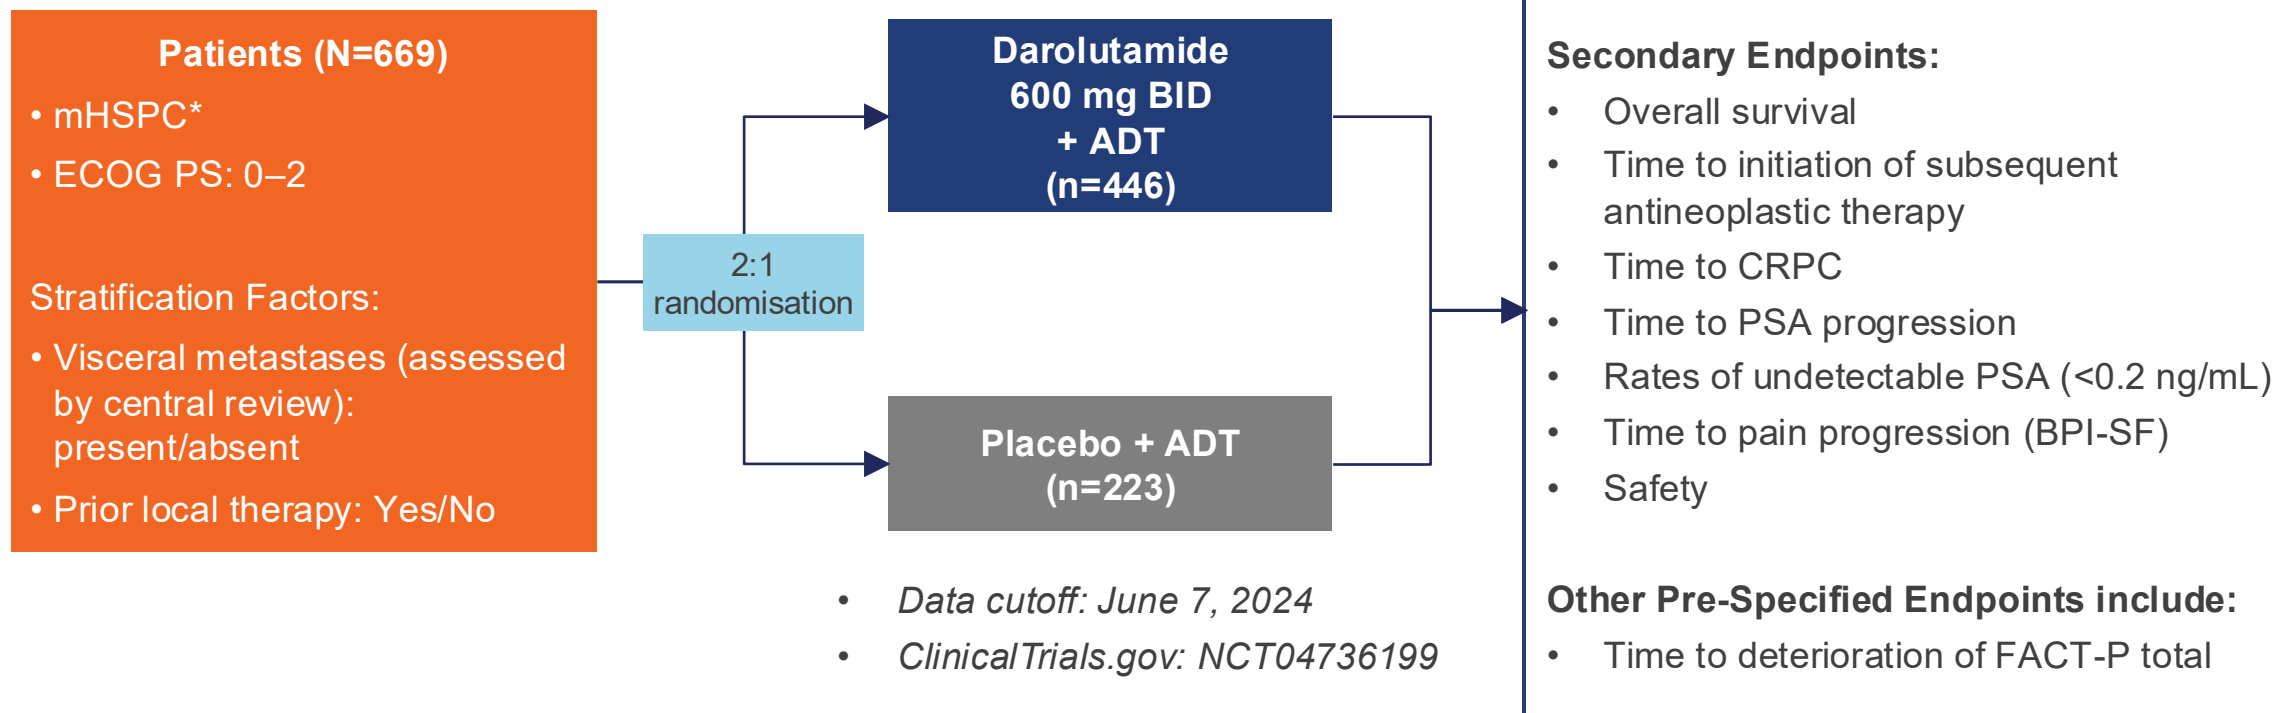 Patients (N=669)
• mHSPC*
• ECOG PS: 0–2
Stratification Factors:
• Visceral metastases (assessed
by central review):
present/absent
• Prior local therapy: Yes/No
2:1
randomisation
Darolutamide
600 mg BID
+ ADT
(n=446)
Placebo + ADT
(n=223)
• Data cutoff: June 7, 2024
• ClinicalTrials.gov: NCT04736199
Secondary Endpoints:
• Overall survival
• Time to initiation of subsequent
antineoplastic therapy
• Time to CRPC
• Time to PSA progression
• Rates of undetectable PSA (<0.2 ng/mL)
• Time to pain progression (BPI-SF)
• Safety
Other Pre-Specified Endpoints include:
• Time to deterioration of FACT-P total